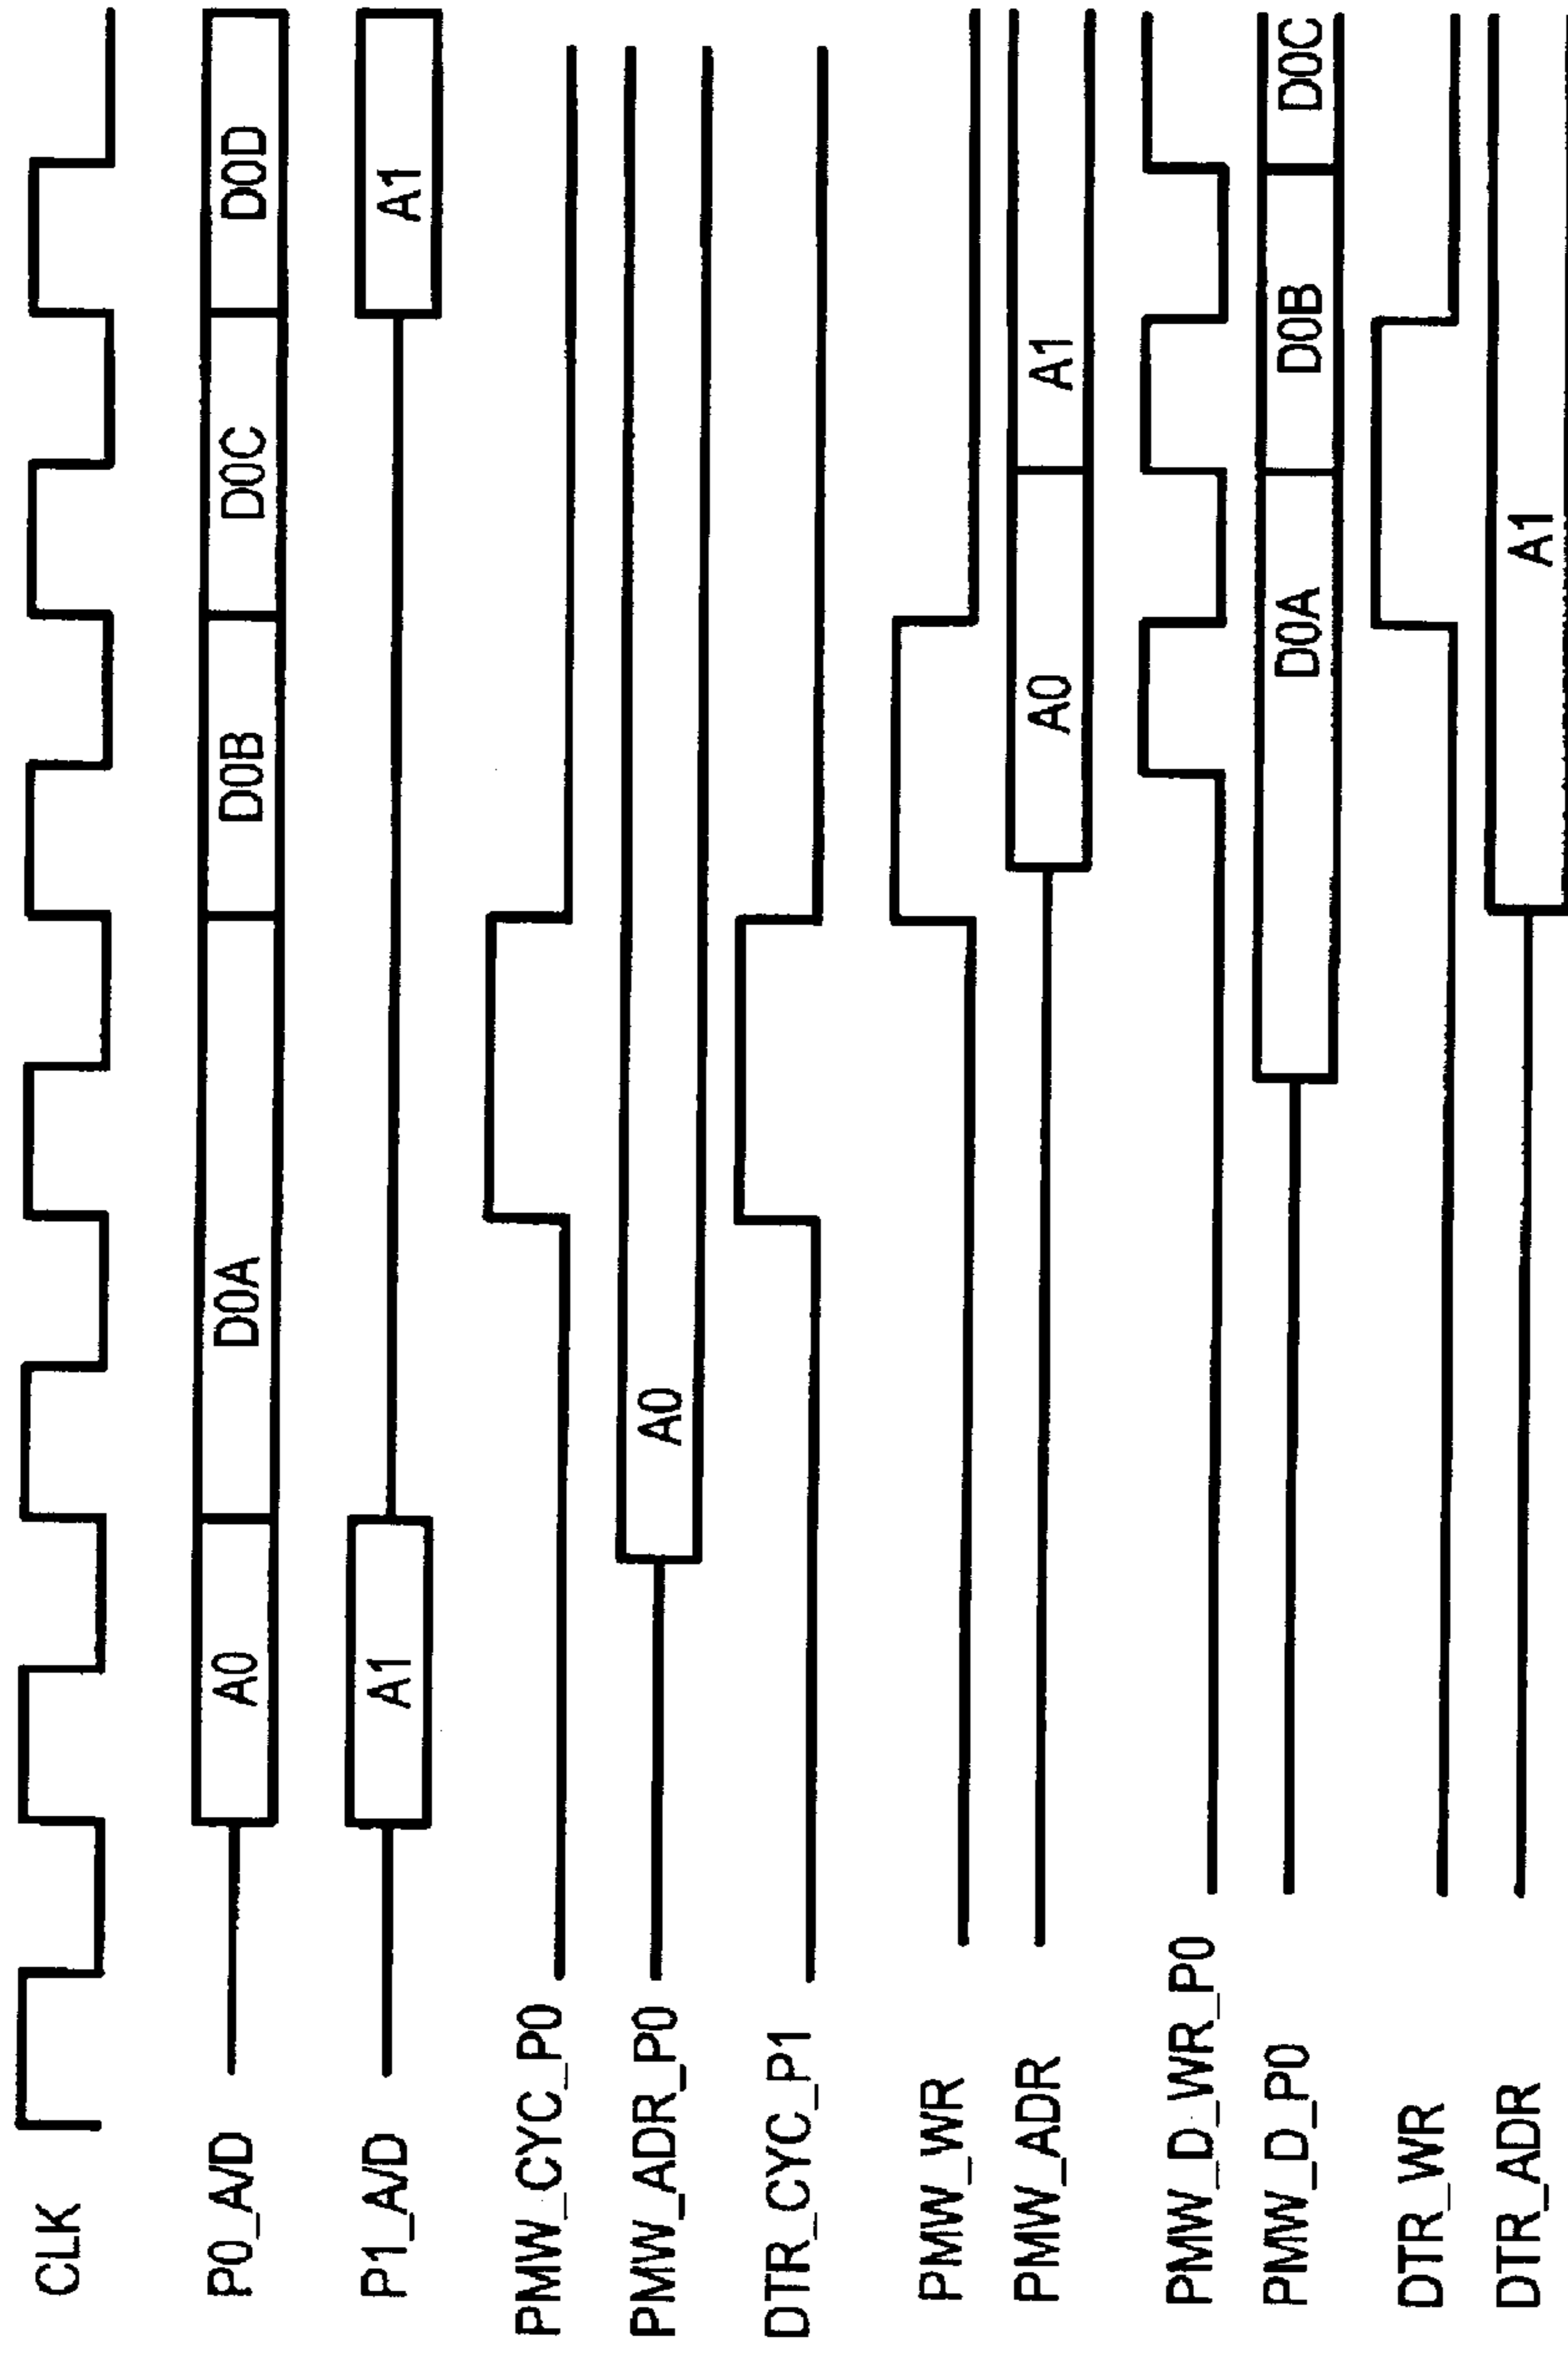 CLK
P0_A/D A0 D0A D0B D0C D0D
P1_A/D A1 A1
PMW_CYC_P0
PMW_ADR_P0 A0
DTR_CYC_P1
PMW_WR
PMW_ADR A0 A1
PMW_D_WR_P0
PMW_D_P0 D0A D0B D0C
DTR_WR
DTR_ADR A1